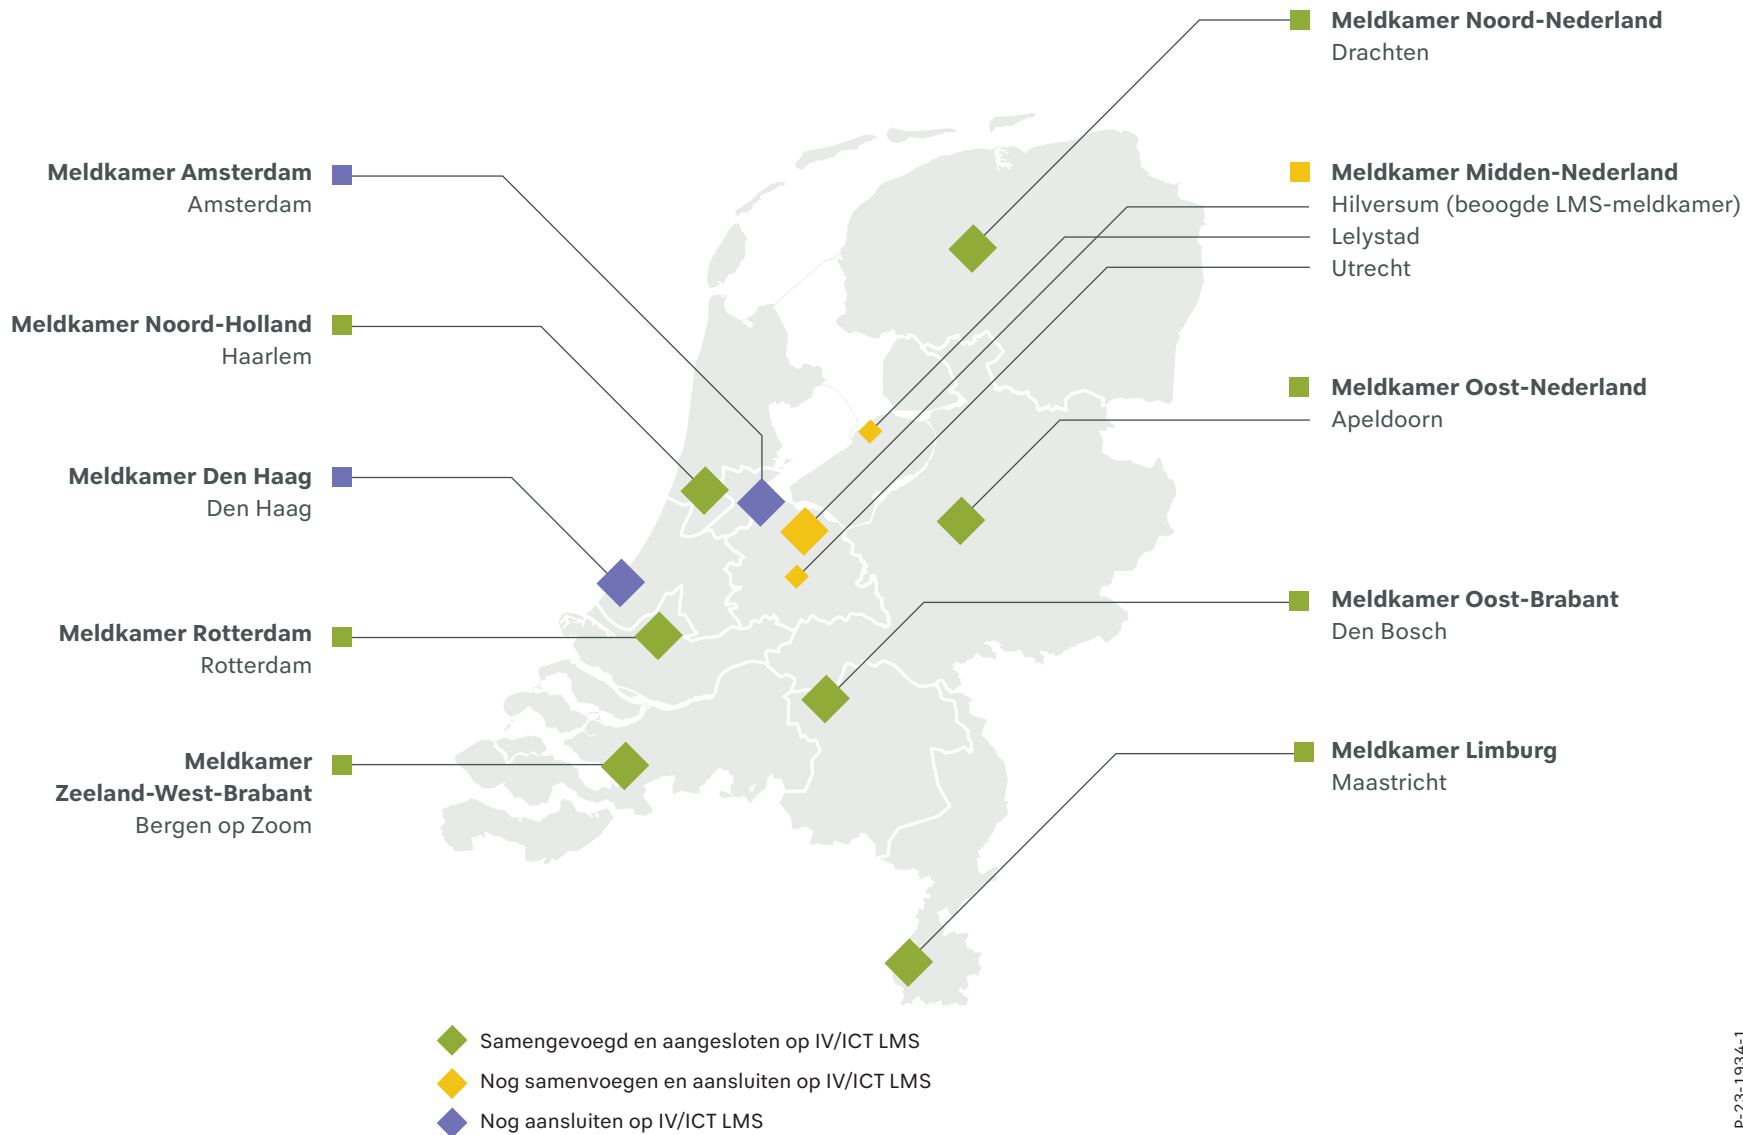 Meldkamer Amsterdam
Amsterdam
Meldkamer Noord-Holland
Haarlem
Meldkamer Den Haag
Den Haag
Meldkamer Rotterdam
Rotterdam
Meldkamer
Zeeland-West-Brabant
Bergen op Zoom
Meldkamer Noord-Nederland
Drachten
Meldkamer Midden-Nederland
Hilversum (beoogde LMS-meldkamer)
Lelystad
Utrecht
Meldkamer Oost-Nederland
Apeldoorn
Meldkamer Oost-Brabant
Den Bosch
Meldkamer Limburg
Maastricht
Samengevoegd en aangesloten op IV/ICT LMS
Nog samenvoegen en aansluiten op IV/ICT LMS
Nog aansluiten op IV/ICT LMS
P-23-1934-1